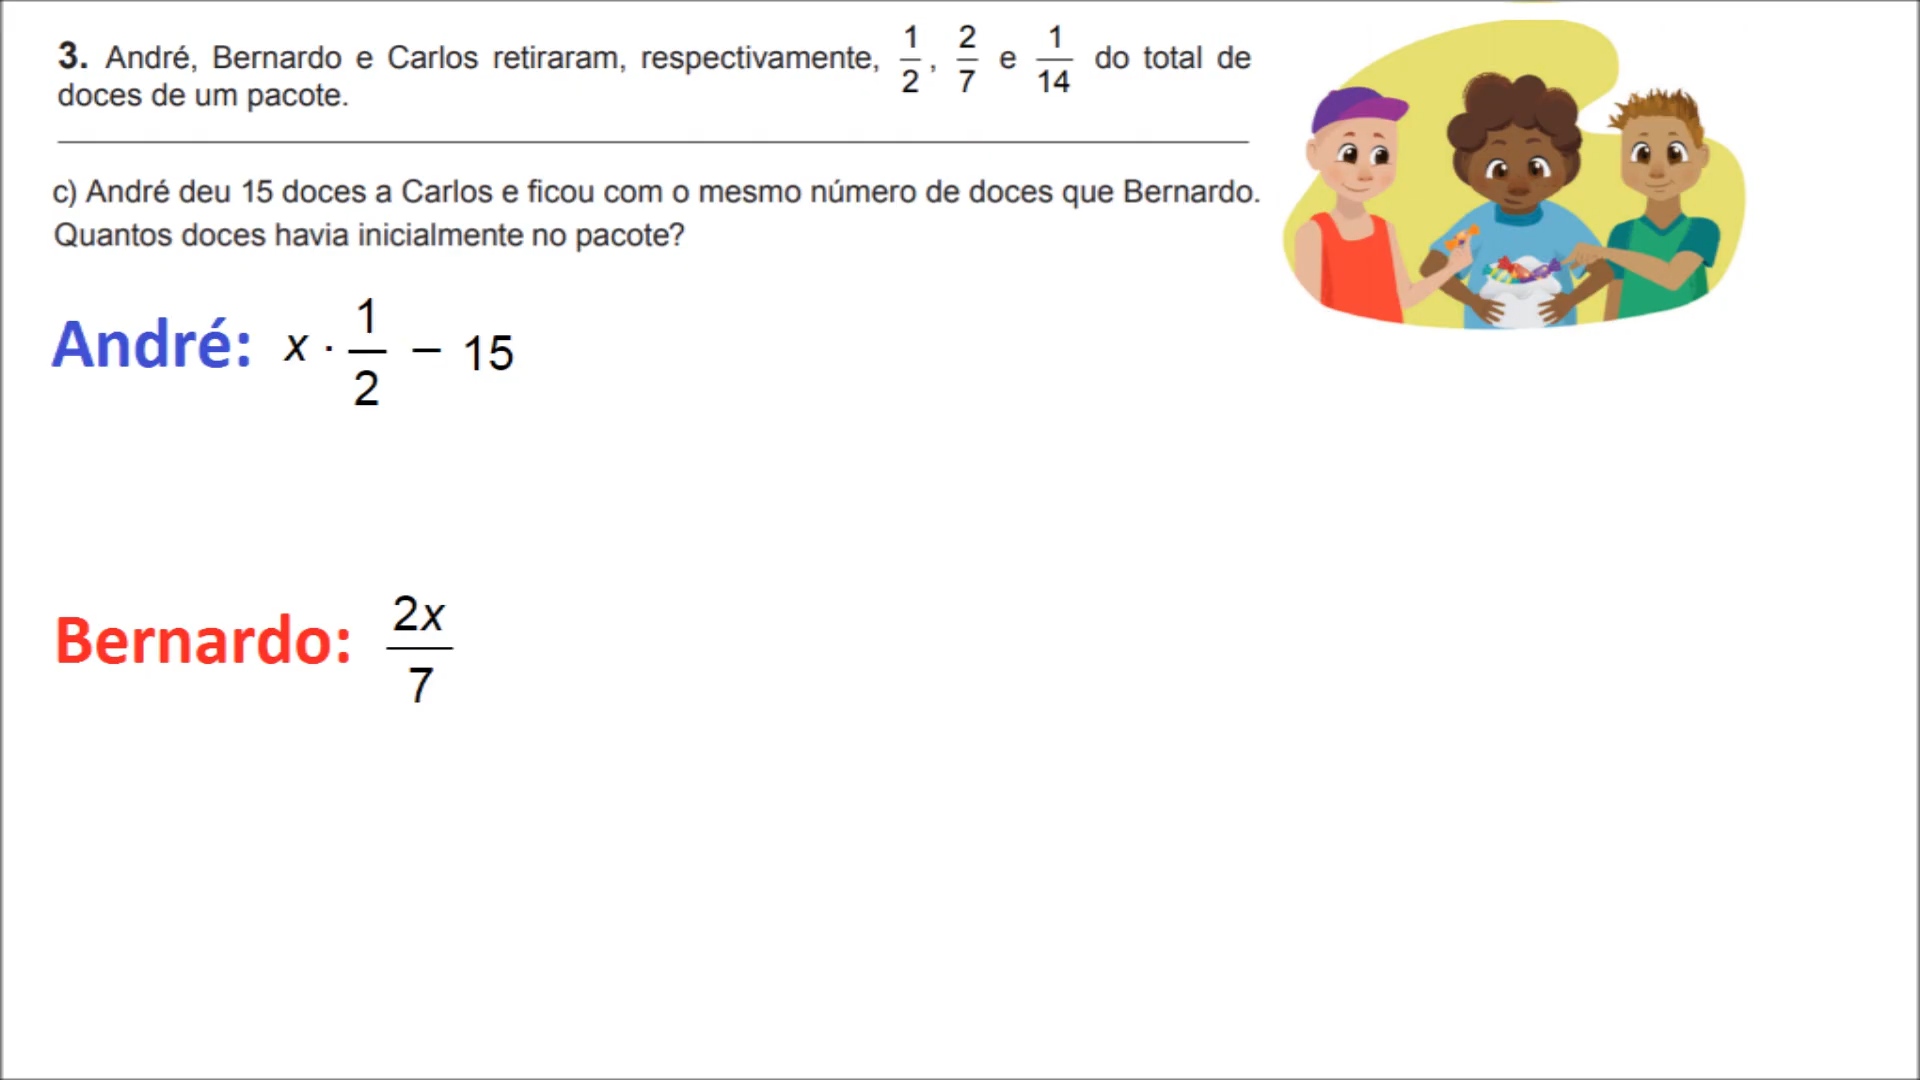 3. André, Bernardo e Carlos retiraram, respectivamente, 1/2, 2/7 e 1/14 do total de
doces de um pacote.
c) André deu 15 doces a Carlos e ficou com o mesmo número de doces que Bernardo.
Quantos doces havia inicialmente no pacote?
André: x · 1/2 − 15
Bernardo: 2x/7